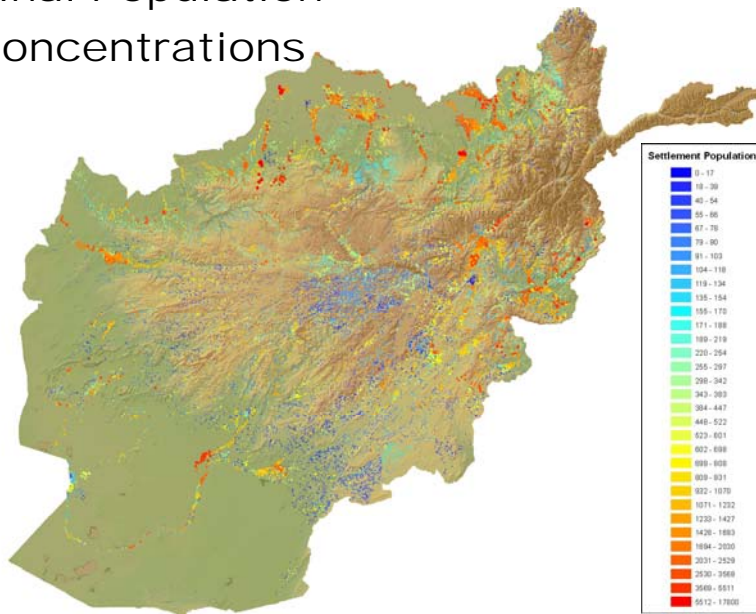 inal Population
oncentrations
Settlement Population
0 - 17
18 - 39
40 - 54
55 - 66
67 - 78
79 - 90
91 - 103
104 - 118
119 - 134
135 - 154
155 - 170
171 - 188
189 - 219
220 - 254
255 - 297
298 - 342
343 - 383
384 - 447
448 - 522
523 - 601
602 - 698
699 - 808
809 - 931
932 - 1070
1071 - 1232
1233 - 1427
1428 - 1683
1694 - 2030
2031 - 2529
2530 - 3568
3569 - 5511
5512 - 17800